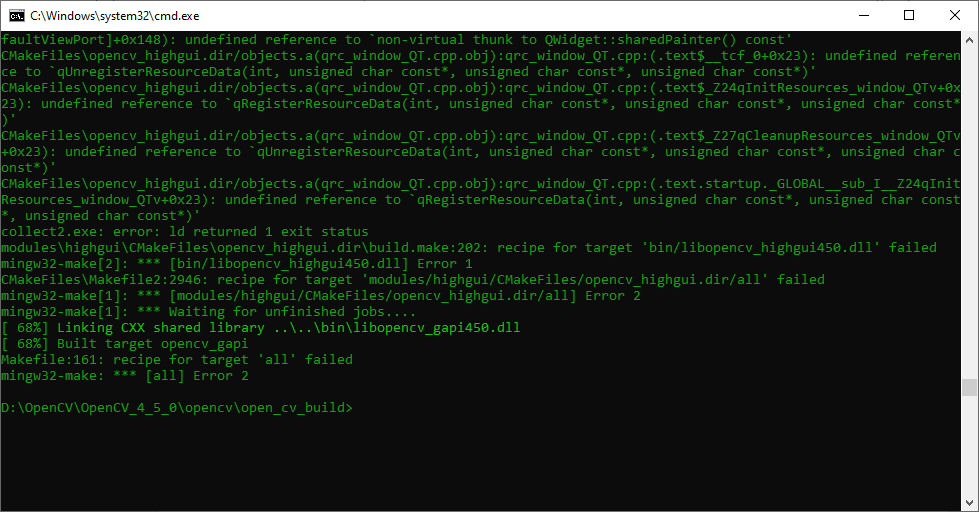 C:\Windows\system32\cmd.exe
faultViewPort]+0x148): undefined reference to `non-virtual thunk to QWidget::sharedPainter() const'
CMakeFiles\opencv_highgui.dir/objects.a(qrc_window_QT.cpp.obj):qrc_window_QT.cpp:(.text$__tcf_0+0x23): undefined referen
ce to `qUnregisterResourceData(int, unsigned char const*, unsigned char const*, unsigned char const*)'
CMakeFiles\opencv_highgui.dir/objects.a(qrc_window_QT.cpp.obj):qrc_window_QT.cpp:(.text$_Z24qInitResources_window_QTv+0x
23): undefined reference to `qRegisterResourceData(int, unsigned char const*, unsigned char const*, unsigned char const*
)'
CMakeFiles\opencv_highgui.dir/objects.a(qrc_window_QT.cpp.obj):qrc_window_QT.cpp:(.text$_Z27qCleanupResources_window_QTv
+0x23): undefined reference to `qUnregisterResourceData(int, unsigned char const*, unsigned char const*, unsigned char c
onst*)'
CMakeFiles\opencv_highgui.dir/objects.a(qrc_window_QT.cpp.obj):qrc_window_QT.cpp:(.text.startup._GLOBAL__sub_I__Z24qInit
Resources_window_QTv+0x23): undefined reference to `qRegisterResourceData(int, unsigned char const*, unsigned char const
*, unsigned char const*)'
collect2.exe: error: ld returned 1 exit status
modules\highgui\CMakeFiles\opencv_highgui.dir\build.make:202: recipe for target 'bin/libopencv_highgui450.dll' failed
mingw32-make[2]: *** [bin/libopencv_highgui450.dll] Error 1
CMakeFiles\Makefile2:2946: recipe for target 'modules/highgui/CMakeFiles/opencv_highgui.dir/all' failed
mingw32-make[1]: *** [modules/highgui/CMakeFiles/opencv_highgui.dir/all] Error 2
mingw32-make[1]: *** Waiting for unfinished jobs....
[ 68%] Linking CXX shared library ..\..\bin\libopencv_gapi450.dll
[ 68%] Built target opencv_gapi
Makefile:161: recipe for target 'all' failed
mingw32-make: *** [all] Error 2
D:\OpenCV\OpenCV_4_5_0\opencv\open_cv_build>